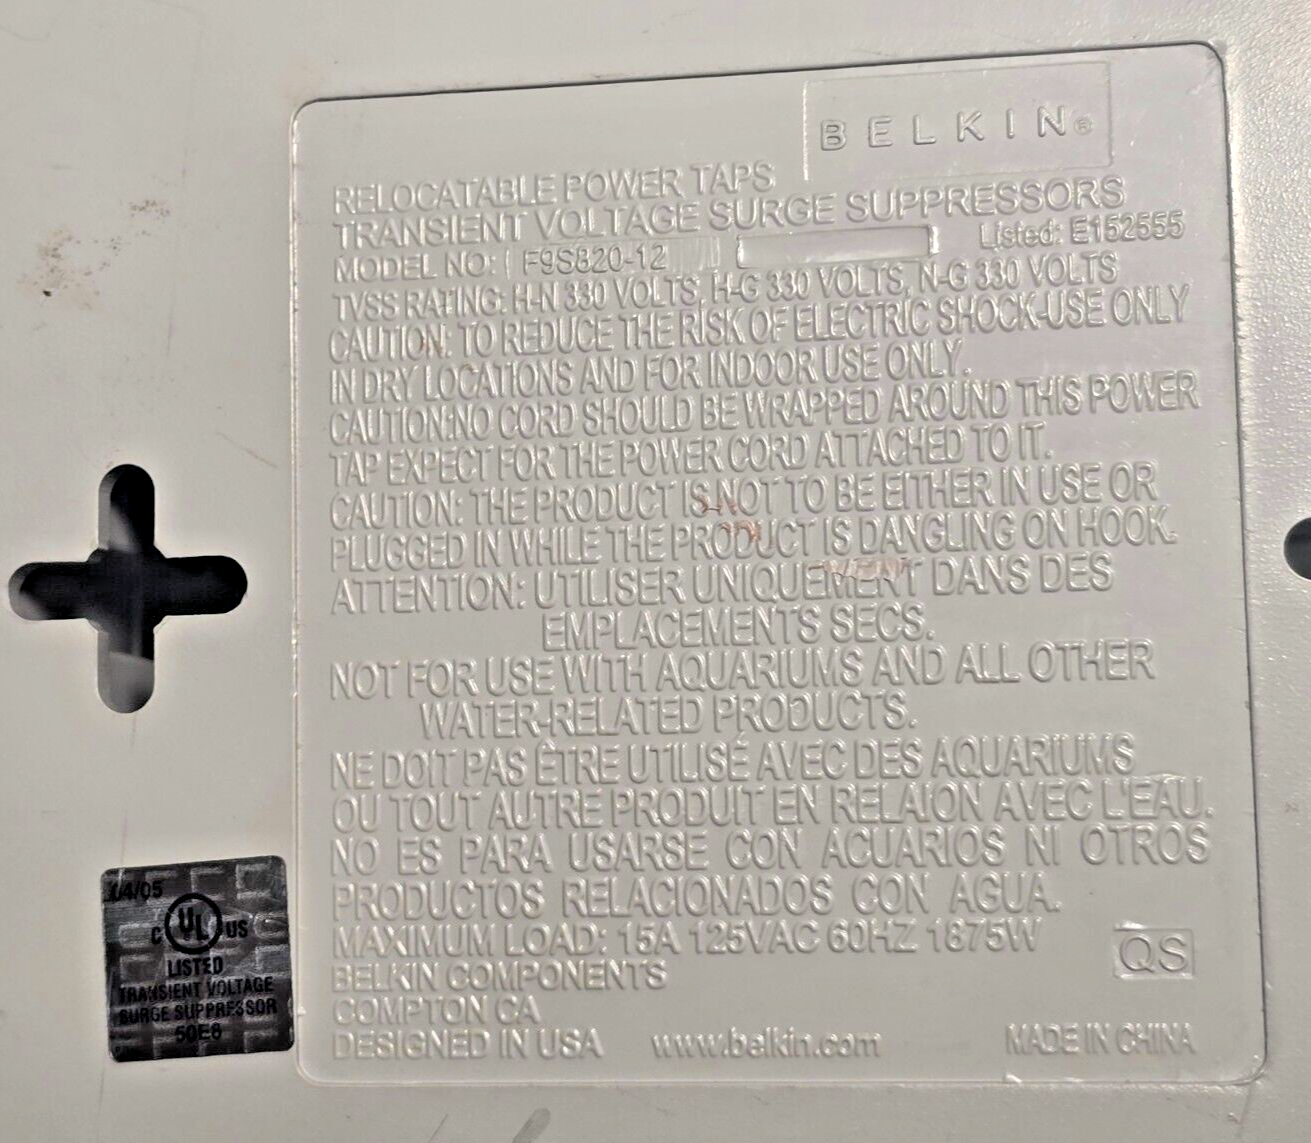 BELKIN®
RELOCATABLE POWER TAPS
TRANSIENT VOLTAGE SURGE SUPPRESSORS
MODEL NO: F9S820-12 Listed: E152555
TVSS RATING: H-N 330 VOLTS, H-G 330 VOLTS, N-G 330 VOLTS
CAUTION: TO REDUCE THE RISK OF ELECTRIC SHOCK-USE ONLY
IN DRY LOCATIONS AND FOR INDOOR USE ONLY.
CAUTION:NO CORD SHOULD BE WRAPPED AROUND THIS POWER
TAP EXPECT FOR THE POWER CORD ATTACHED TO IT.
CAUTION: THE PRODUCT IS NOT TO BE EITHER IN USE OR
PLUGGED IN WHILE THE PRODUCT IS DANGLING ON HOOK.
ATTENTION: UTILISER UNIQUEMENT DANS DES
EMPLACEMENTS SECS.
NOT FOR USE WITH AQUARIUMS AND ALL OTHER
WATER-RELATED PRODUCTS.
NE DOIT PAS ÊTRE UTILISÉ AVEC DES AQUARIUMS
OU TOUT AUTRE PRODUIT EN RELAION AVEC L'EAU.
NO ES PARA USARSE CON ACUARIOS NI OTROS
PRODUCTOS RELACIONADOS CON AGUA.
MAXIMUM LOAD: 15A 125VAC 60HZ 1875W
BELKIN COMPONENTS
COMPTON CA
DESIGNED IN USA www.belkin.com MADE IN CHINA
QS
04/05
C UL US
LISTED
TRANSIENT VOLTAGE
SURGE SUPPRESSOR
50E8